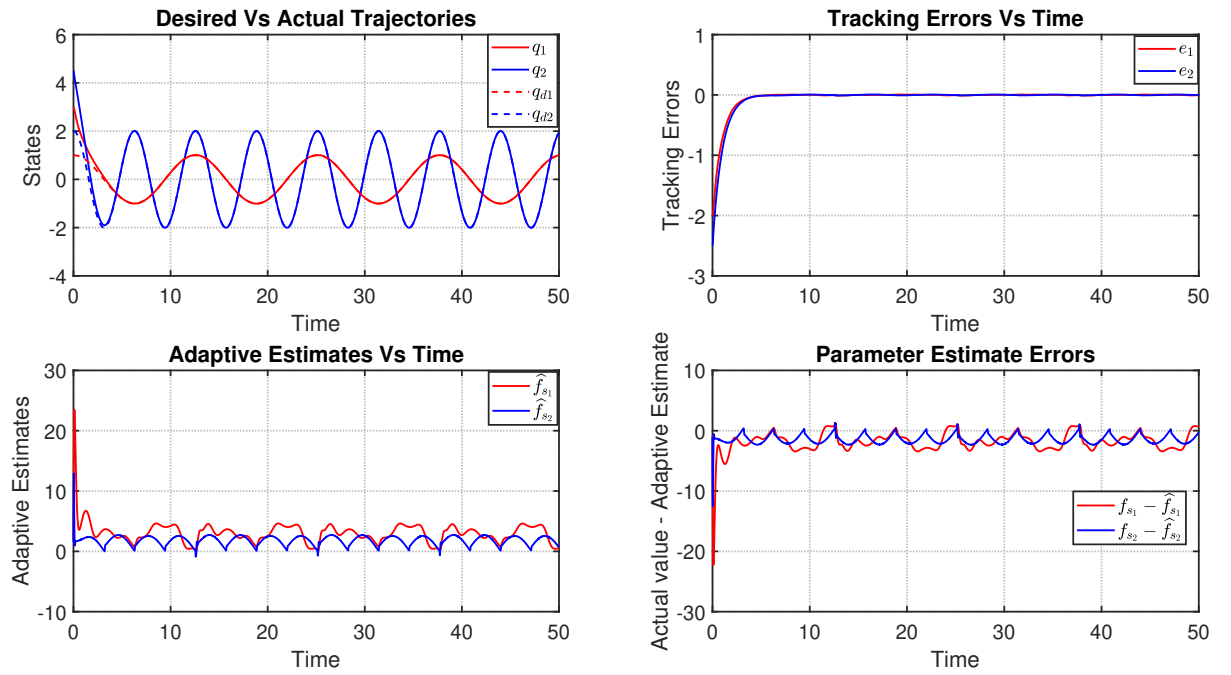 Desired Vs Actual Trajectories
States
6
4
2
0
-2
-4
0 10 20 30 40 50
Time
q1
q2
qd1
qd2
Tracking Errors Vs Time
Tracking Errors
1
0
-1
-2
-3
0 10 20 30 40 50
Time
e1
e2
Adaptive Estimates Vs Time
Adaptive Estimates
30
20
10
0
-10
0 10 20 30 40 50
Time
f̂s1
f̂s2
Parameter Estimate Errors
Actual value - Adaptive Estimate
10
0
-10
-20
-30
0 10 20 30 40 50
Time
fs1 − f̂s1
fs2 − f̂s2